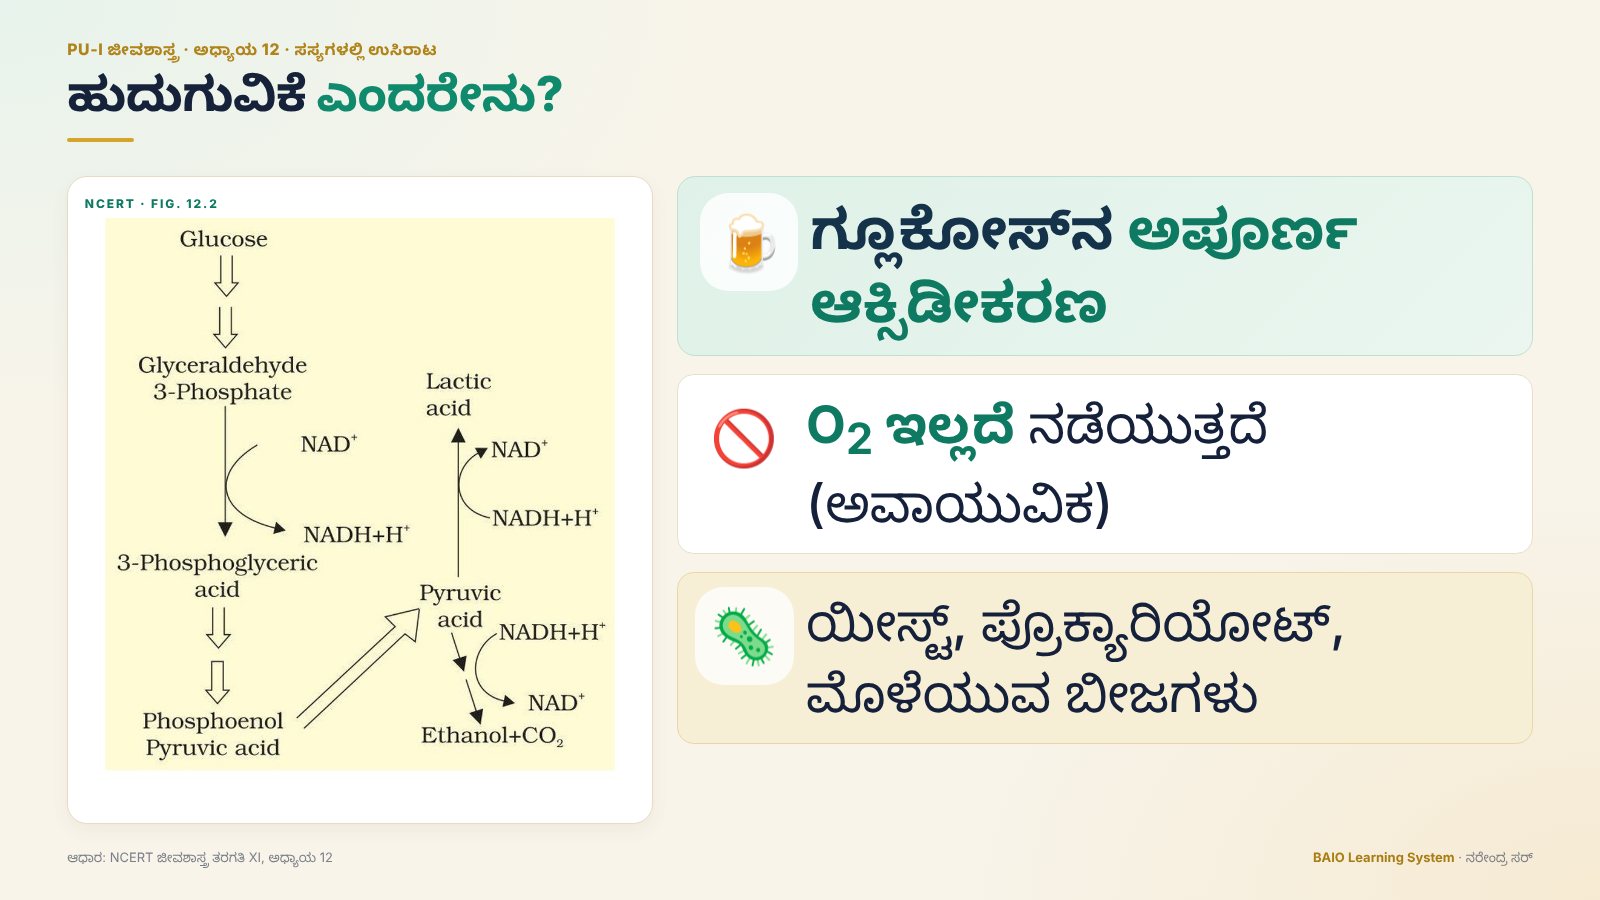 PU-I ಜೀವಶಾಸ್ತ್ರ · ಅಧ್ಯಾಯ 12 · ಸಸ್ಯಗಳಲ್ಲಿ ಉಸಿರಾಟ
ಹುದುಗುವಿಕೆ ಎಂದರೇನು?
NCERT · FIG. 12.2
Glucose
Glyceraldehyde
3-Phosphate
NAD⁺
NADH+H⁺
3-Phosphoglyceric
acid
Phosphoenol
Pyruvic acid
Lactic
acid
NAD⁺
NADH+H⁺
Pyruvic
acid
NADH+H⁺
NAD⁺
Ethanol+CO₂
ಗ್ಲೂಕೋಸ್‌ನ ಅಪೂರ್ಣ
ಆಕ್ಸಿಡೀಕರಣ
O₂ ಇಲ್ಲದೆ ನಡೆಯುತ್ತದೆ
(ಅವಾಯುವಿಕ)
ಯೀಸ್ಟ್, ಪ್ರೊಕ್ಯಾರಿಯೋಟ್,
ಮೊಳೆಯುವ ಬೀಜಗಳು
ಆಧಾರ: NCERT ಜೀವಶಾಸ್ತ್ರ ತರಗತಿ XI, ಅಧ್ಯಾಯ 12
BAIO Learning System · ನರೇಂದ್ರ ಸರ್